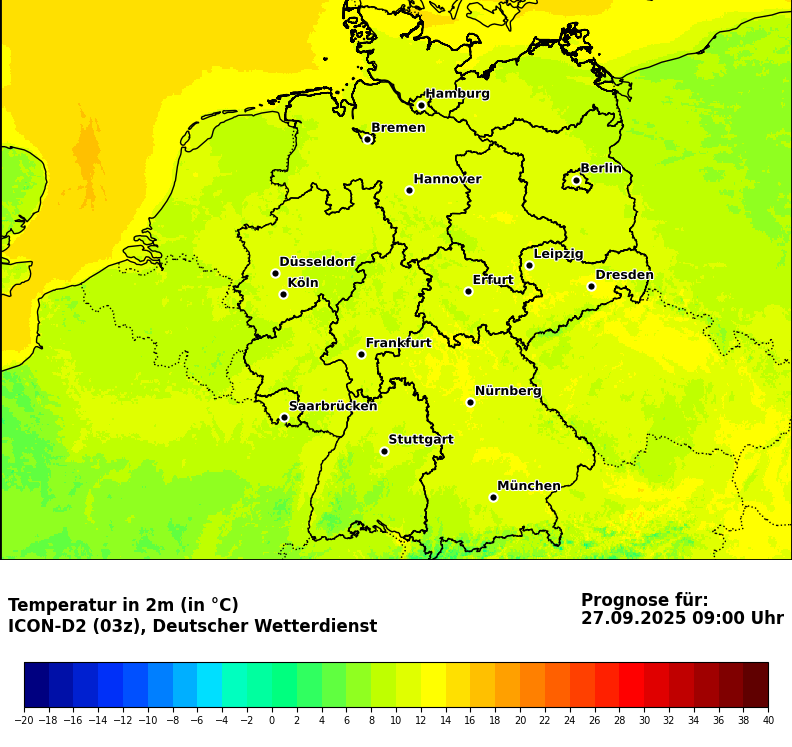 Hamburg
Bremen
Berlin
Hannover
Leipzig
Düsseldorf
Dresden
Köln
Erfurt
Frankfurt
Nürnberg
Saarbrücken
Stuttgart
München
Temperatur in 2m (in °C)
ICON-D2 (03z), Deutscher Wetterdienst
Prognose für:
27.09.2025 09:00 Uhr
−20 −18 −16 −14 −12 −10 −8 −6 −4 −2 0 2 4 6 8 10 12 14 16 18 20 22 24 26 28 30 32 34 36 38 40